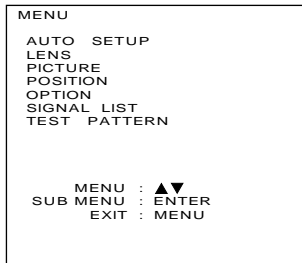 MENU
AUTO SETUP
LENS
PICTURE
POSITION
OPTION
SIGNAL LIST
TEST PATTERN
MENU : ▲▼
SUB MENU : ENTER
EXIT : MENU